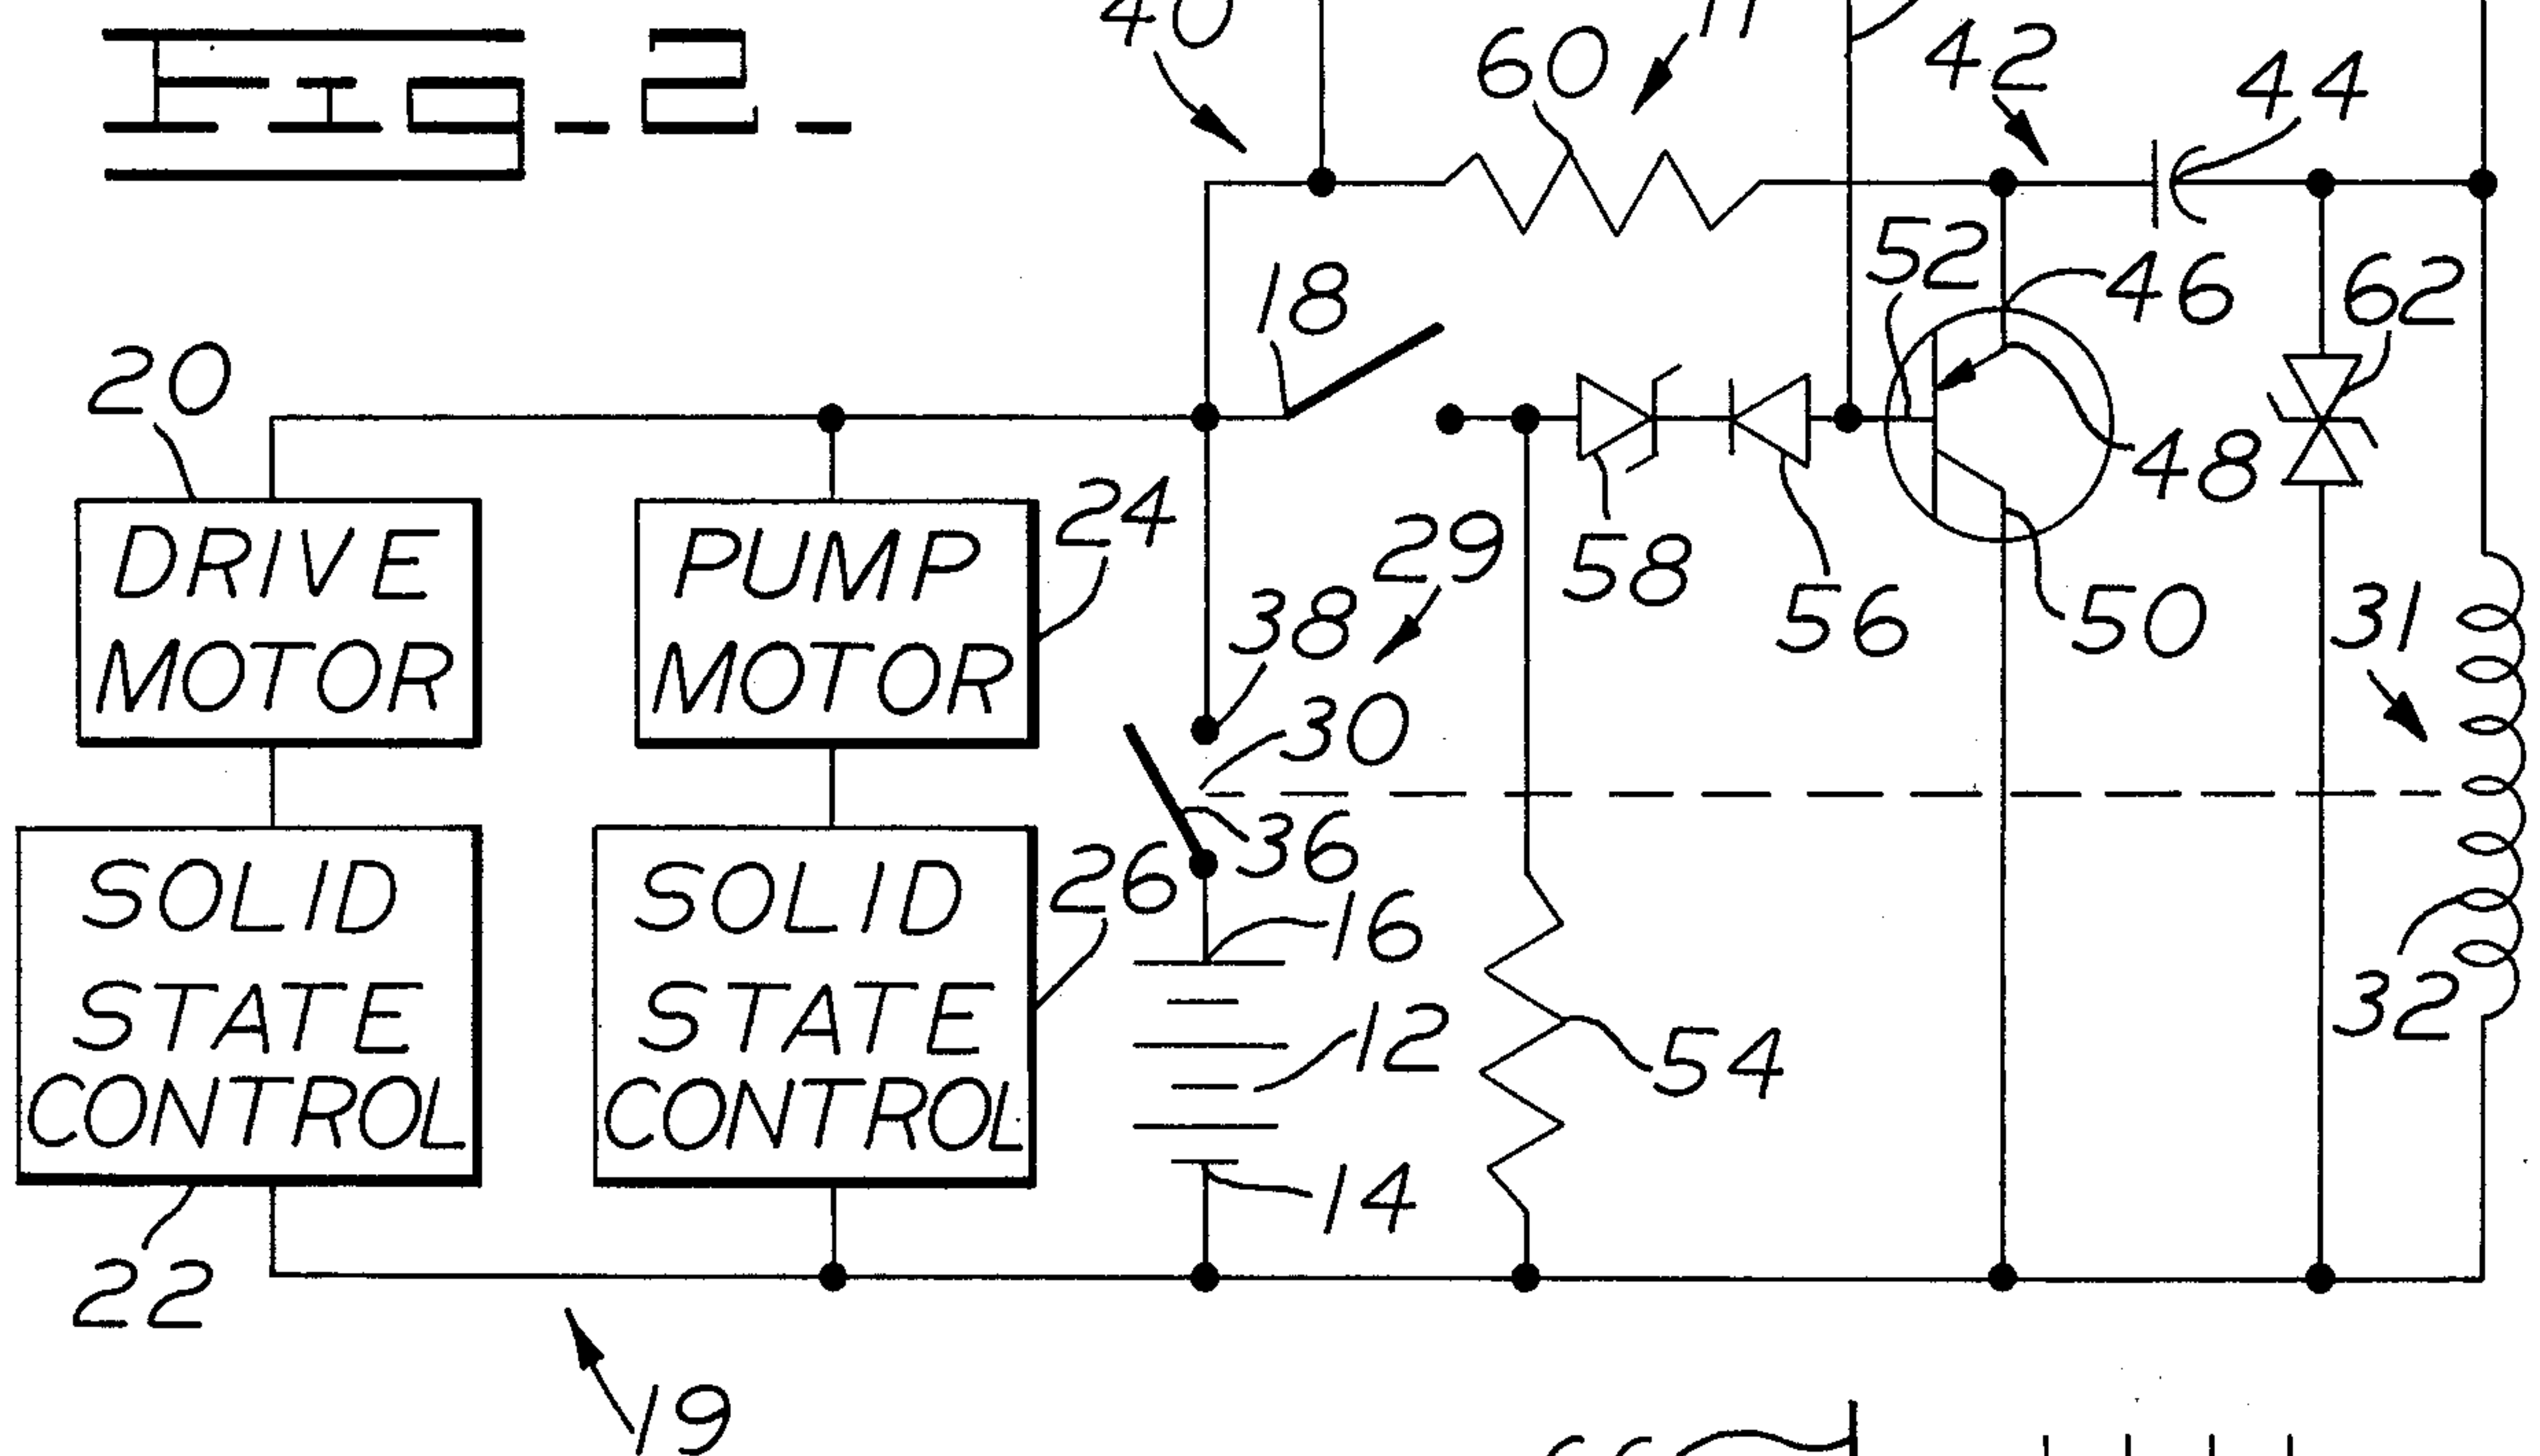 Fig-2-
40
11
60
42
44
18
52
46
62
20
48
24
29
58
56
50
31
38
DRIVE
MOTOR
PUMP
MOTOR
30
36
26
16
SOLID
STATE
CONTROL
SOLID
STATE
CONTROL
12
32
54
14
22
19